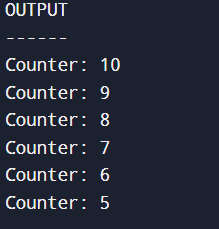 OUTPUT
------
Counter: 10
Counter: 9
Counter: 8
Counter: 7
Counter: 6
Counter: 5